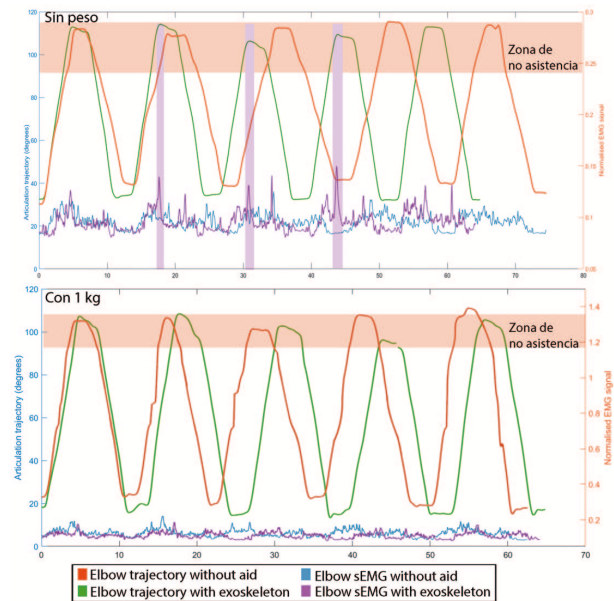 Sin peso
120
100
80
60
40
20
0
Articulation trajectory (degrees)
Zona de
no asistencia
0.3
0.25
0.2
0.15
0.1
0.05
Normalised EMG signal
0 10 20 30 40 50 60 70 80
Con 1 kg
120
100
80
60
40
20
0
Articulation trajectory (degrees)
Zona de
no asistencia
1.4
1.2
1
0.8
0.6
0.4
0.2
0
Normalised EMG signal
0 10 20 30 40 50 60 70
Elbow trajectory without aid Elbow sEMG without aid
Elbow trajectory with exoskeleton Elbow sEMG with exoskeleton